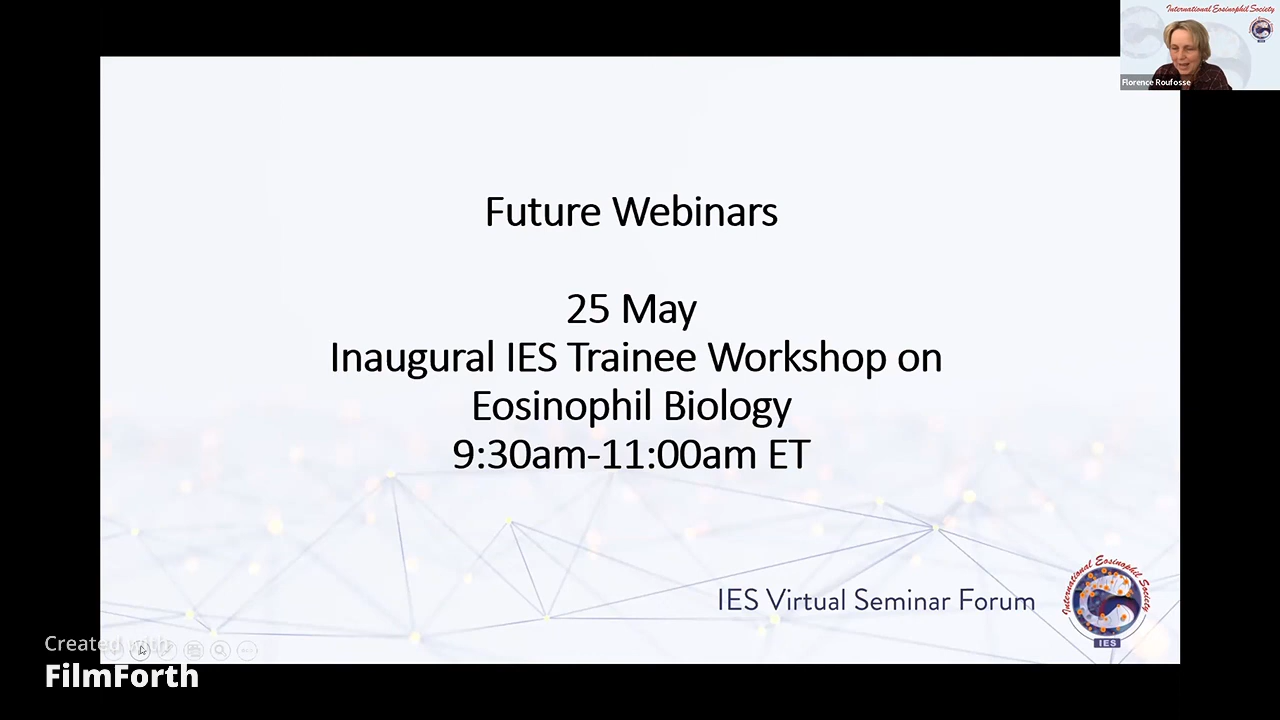 International Eosinophil Society
Florence Roufosse
Future Webinars
25 May
Inaugural IES Trainee Workshop on
Eosinophil Biology
9:30am-11:00am ET
IES Virtual Seminar Forum
International Eosinophil Society
IES
Created with
FilmForth